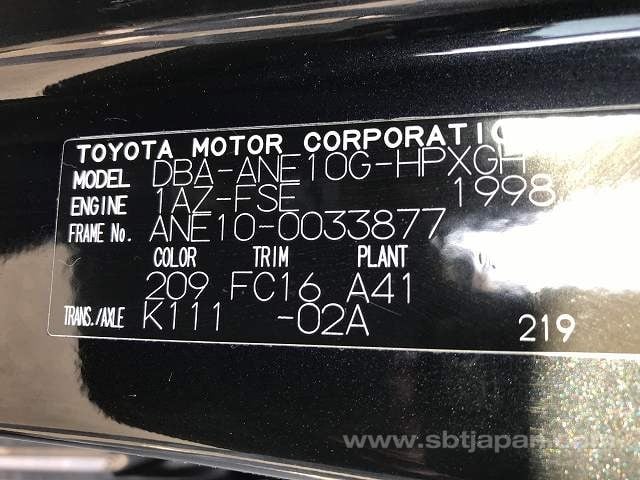 TOYOTA MOTOR CORPORATI
MODEL DBA-ANE10G-HPXGH
ENGINE 1AZ-FSE 1998
FRAME No. ANE10-0033877
COLOR TRIM PLANT
209 FC16 A41
TRANS./AXLE K111 -02A 219
www.sbtjapan.com